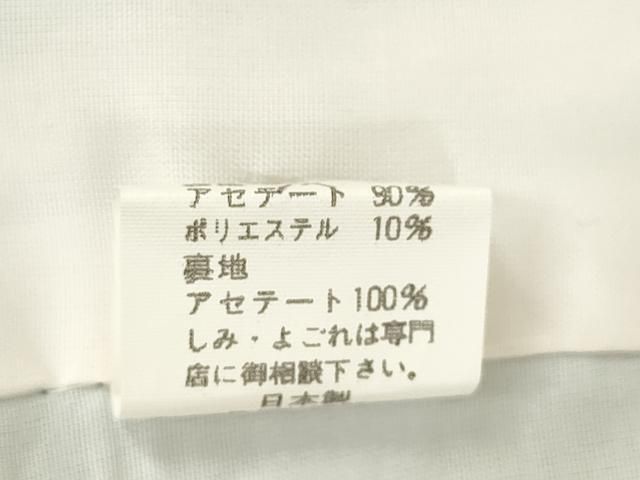 アセテート 90%
ポリエステル 10%
裏地
アセテート100%
しみ・よごれは専門
店に御相談下さい。
日本製